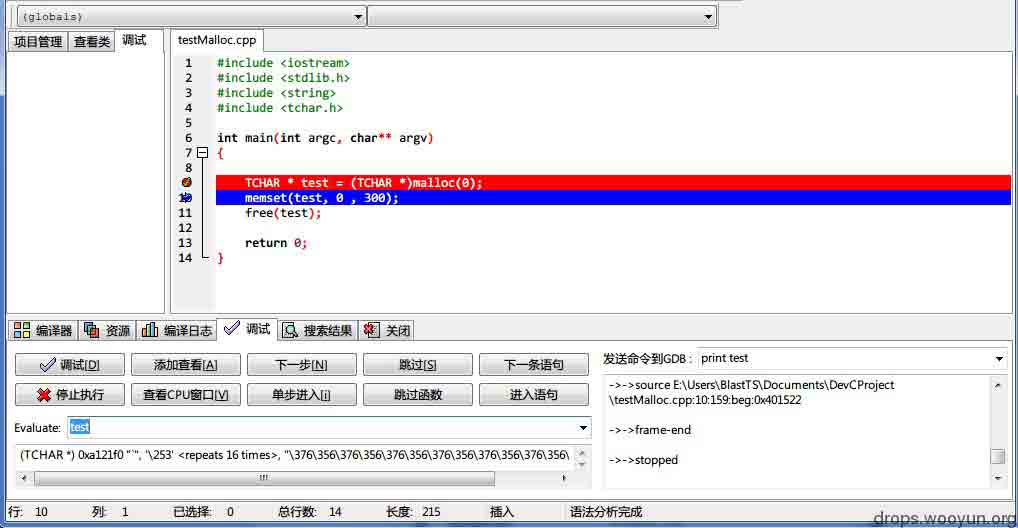 (globals)
项目管理 查看类 调试 testMalloc.cpp
1 #include <iostream>
2 #include <stdlib.h>
3 #include <string>
4 #include <tchar.h>
5
6 int main(int argc, char** argv)
7 {
8
TCHAR * test = (TCHAR *)malloc(0);
10 memset(test, 0 , 300);
11 free(test);
12
13 return 0;
14 }
编译器 资源 编译日志 调试 搜索结果 关闭
调试[D] 添加查看[A] 下一步[N] 跳过[S] 下一条语句
停止执行 查看CPU窗口[V] 单步进入[i] 跳过函数 进入语句
Evaluate: test
(TCHAR *) 0xa121f0 "`", '\253' <repeats 16 times>, "\376\356\376\356\376\356\376\356\376\356\376\356\376\356\
发送命令到GDB : print test
->->source E:\Users\BlastTS\Documents\DevCProject
\testMalloc.cpp:10:159:beg:0x401522
->->frame-end
->->stopped
行: 10 列: 1 已选择: 0 总行数: 14 长度: 215 插入 语法分析完成
drops.wooyun.org